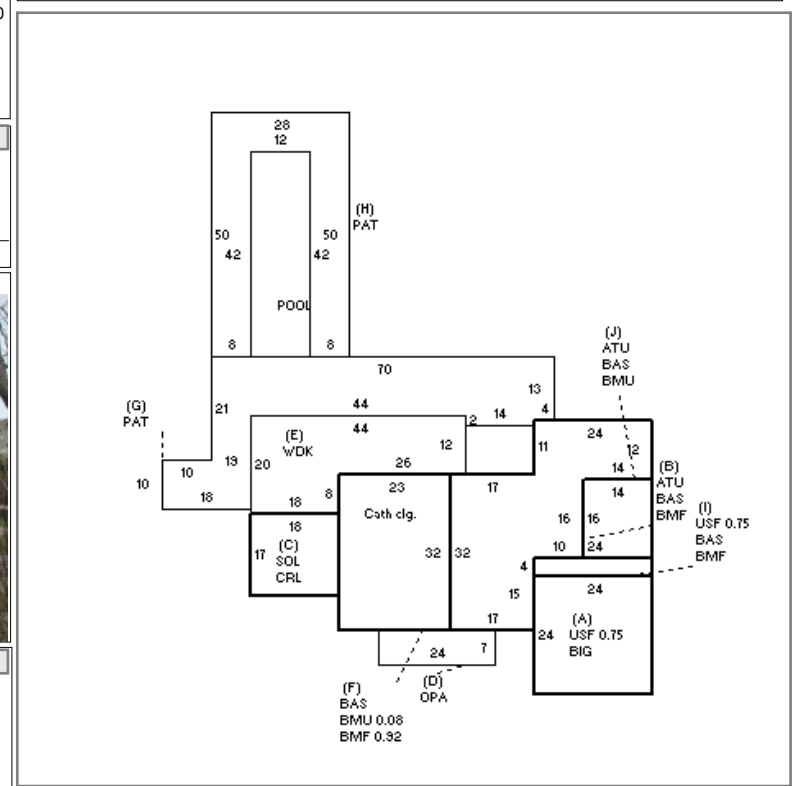 0
28
12
(H)
PAT
50
50
42
42
POOL
8
8
(J)
ATU
BAS
BMU
70
13
(G)
PAT
21
44
4
2
14
44
(E)
WDK
24
12
11
12
(B)
ATU
BAS
BMF
19
20
26
10
10
14
14
18
18
8
23
17
(I)
USF 0.75
BAS
BMF
Cath clg.
18
16
16
17
(C)
SOL
CRL
32
32
10
24
4
15
24
17
(A)
USF 0.75
BIG
24
7
24
(F)
BAS
BMU 0.08
BMF 0.92
(D)
OPA